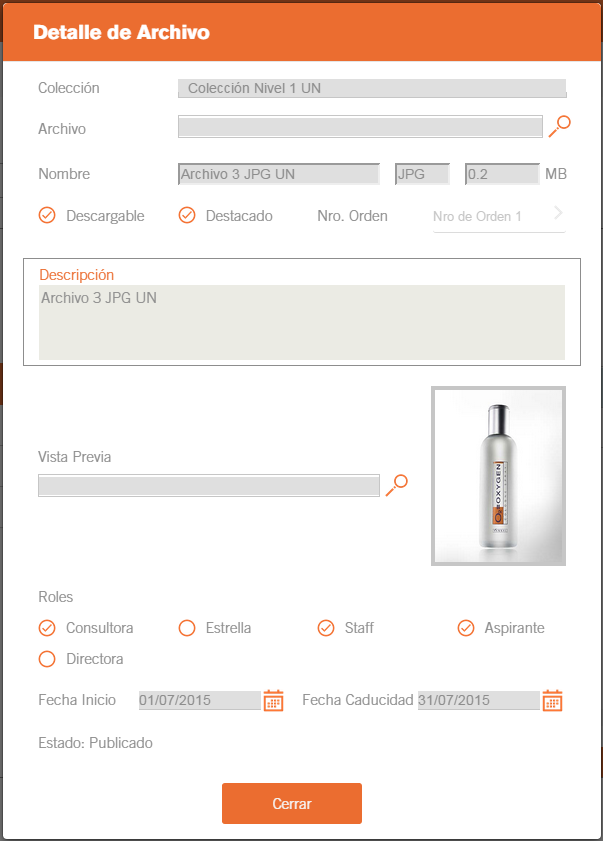 Detalle de Archivo
Colección Colección Nivel 1 UN
Archivo
Nombre Archivo 3 JPG UN JPG 0.2 MB
Descargable Destacado Nro. Orden Nro de Orden 1
Descripción
Archivo 3 JPG UN
OXYGEN
Vista Previa
Roles
Consultora Estrella Staff Aspirante
Directora
Fecha Inicio 01/07/2015 Fecha Caducidad 31/07/2015
Estado: Publicado
Cerrar